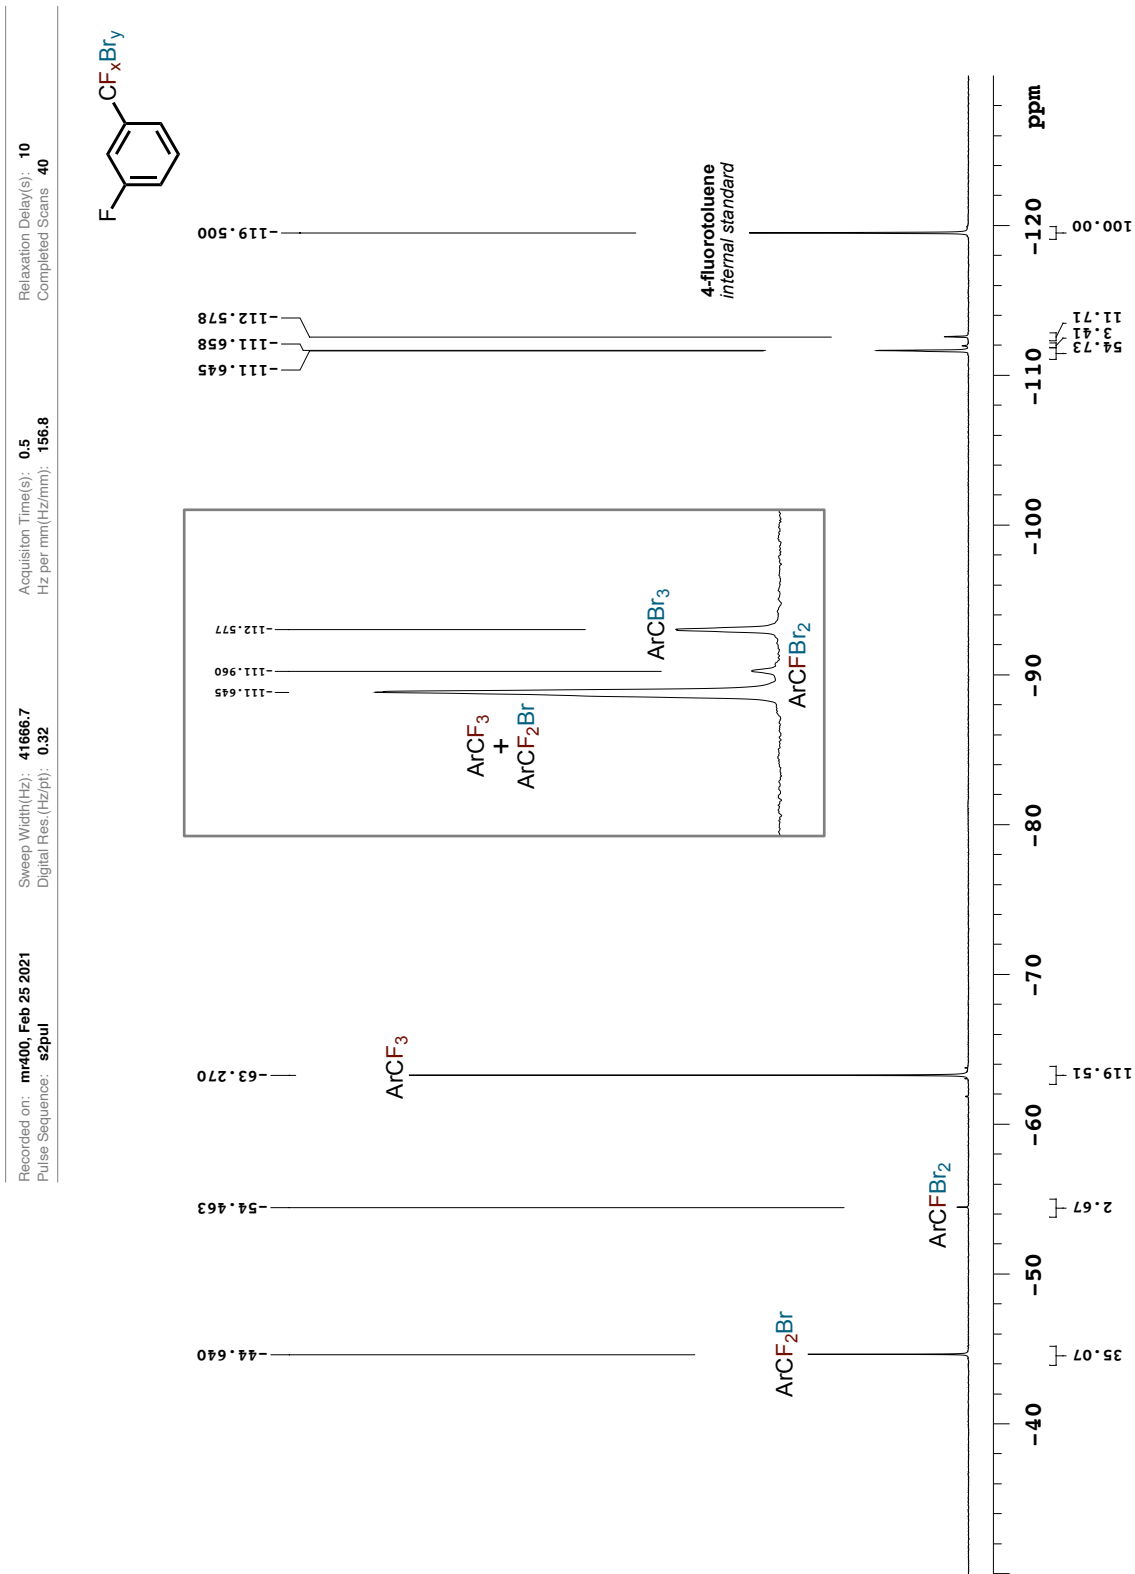 Recorded on: mr400, Feb 25 2021
Pulse Sequence: s2pul
Sweep Width(Hz): 41666.7
Digital Res.(Hz/pt): 0.32
Acquisiton Time(s): 0.5
Hz per mm(Hz/mm): 156.8
Relaxation Delay(s): 10
Completed Scans 40
F
CFxBry
-44.640
-54.463
-63.270
-111.645
-111.658
-112.578
-119.500
ArCF2Br
ArCFBr2
ArCF3
4-fluorotoluene
internal standard
-111.645
-111.960
-112.577
ArCF3
+
ArCF2Br
ArCBr3
ArCFBr2
-40
-50
-60
-70
-80
-90
-100
-110
-120
ppm
35.07
2.67
119.51
54.73
3.41
11.71
100.00